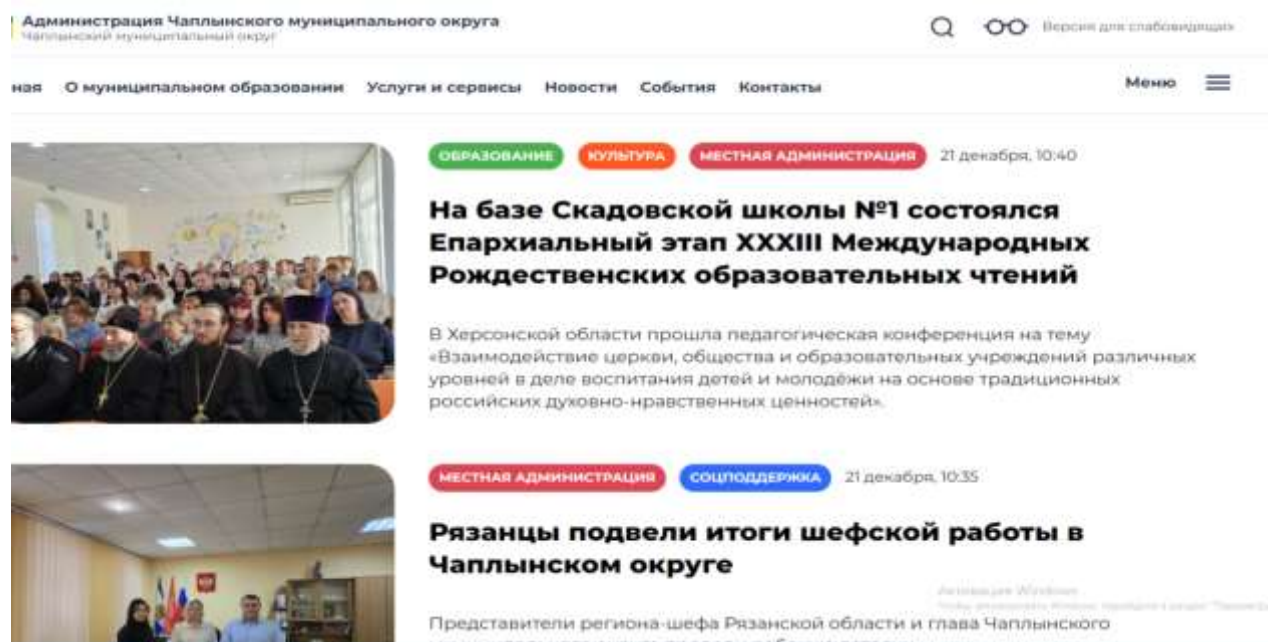 Администрация Чаплынского муниципального округа
Чаплынский муниципальный округ
Версия для слабовидящих
ная О муниципальном образовании Услуги и сервисы Новости События Контакты Меню
ОБРАЗОВАНИЕ КУЛЬТУРА МЕСТНАЯ АДМИНИСТРАЦИЯ 21 декабря, 10:40
На базе Скадовской школы №1 состоялся
Епархиальный этап XXXIII Международных
Рождественских образовательных чтений
В Херсонской области прошла педагогическая конференция на тему
«Взаимодействие церкви, общества и образовательных учреждений различных
уровней в деле воспитания детей и молодёжи на основе традиционных
российских духовно-нравственных ценностей».
МЕСТНАЯ АДМИНИСТРАЦИЯ СОЦПОДДЕРЖКА 21 декабря, 10:35
Рязанцы подвели итоги шефской работы в
Чаплынском округе
Активация Windows
Представители региона-шефа Рязанской области и глава Чаплынского